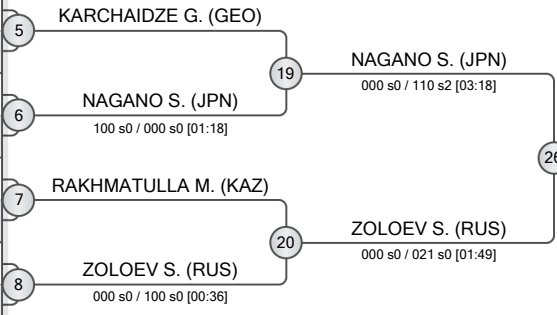 KARCHAIDZE G. (GEO)
5
19
NAGANO S. (JPN)
000 s0 / 110 s2 [03:18]
NAGANO S. (JPN)
6
100 s0 / 000 s0 [01:18]
26
RAKHMATULLA M. (KAZ)
7
20
ZOLOEV S. (RUS)
000 s0 / 021 s0 [01:49]
ZOLOEV S. (RUS)
8
000 s0 / 100 s0 [00:36]